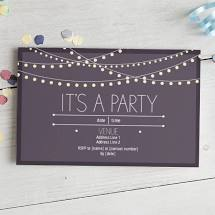 IT'S A PARTY
date | time
VENUE
Address Line 1
Address Line 2
RSVP to [name] at [contact number]
by [date]